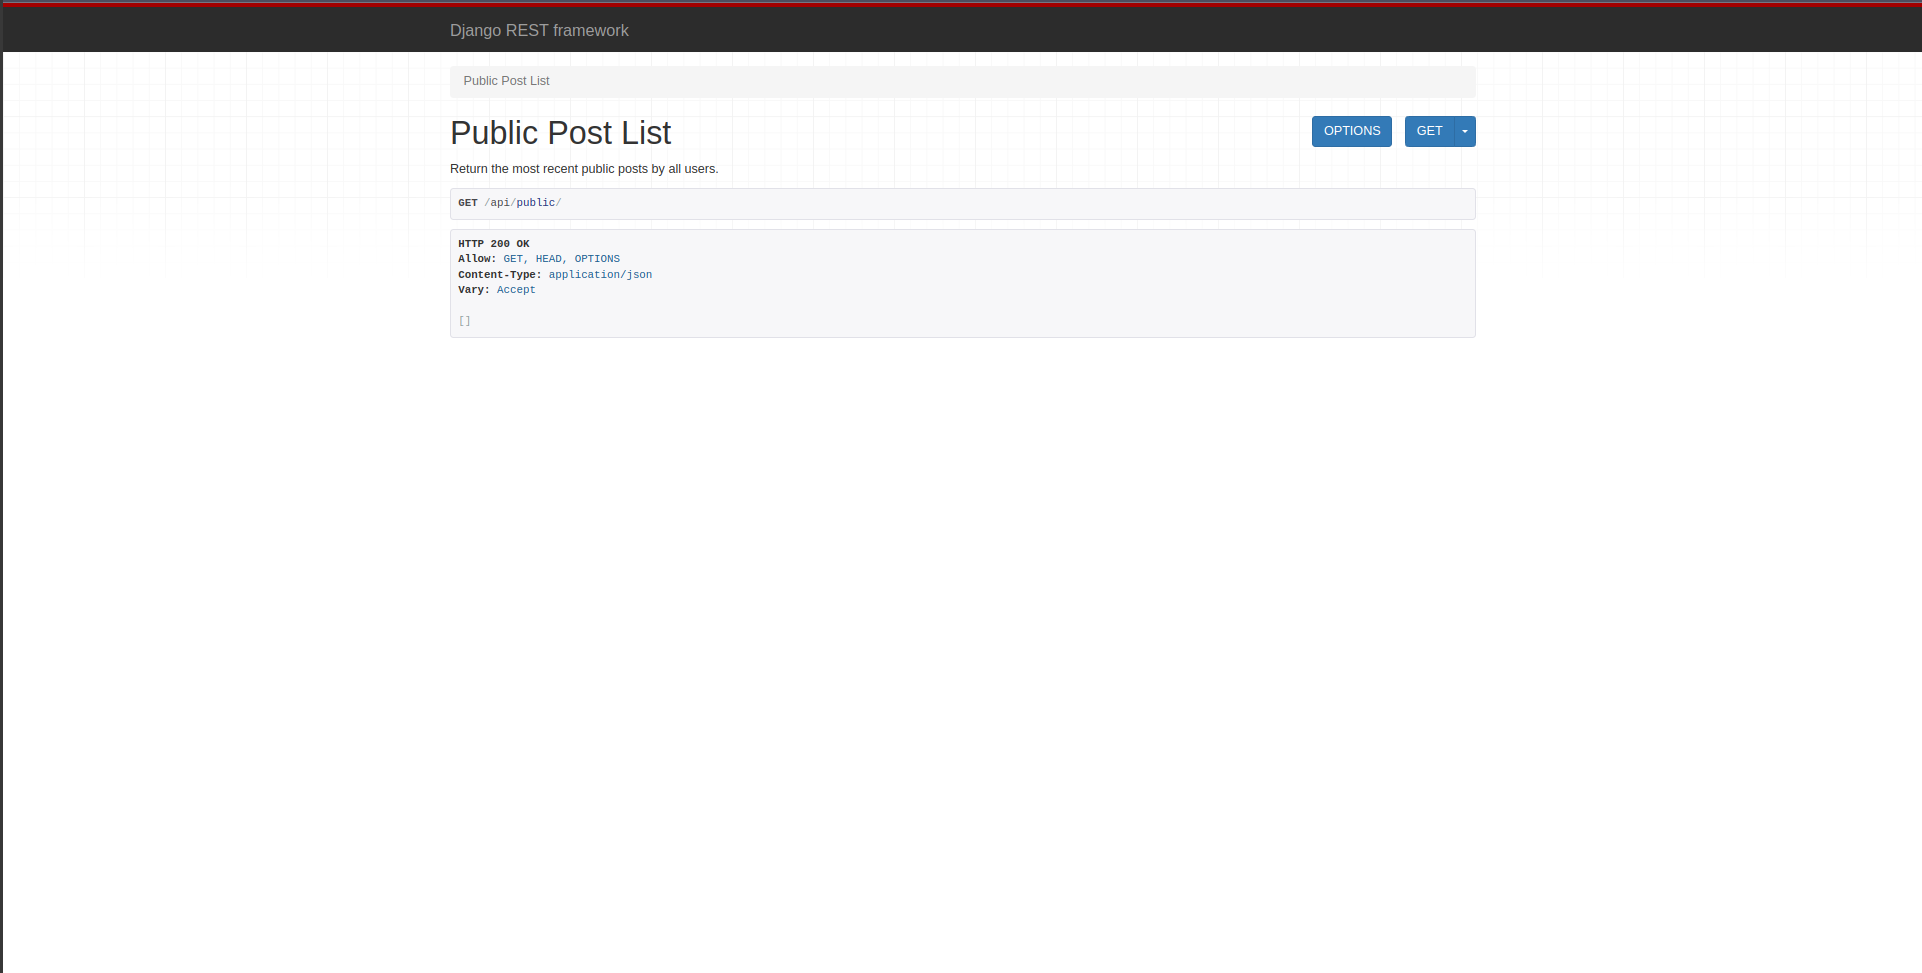 Django REST framework
Public Post List
Public Post List
OPTIONS
GET
Return the most recent public posts by all users.
GET /api/public/
HTTP 200 OK
Allow: GET, HEAD, OPTIONS
Content-Type: application/json
Vary: Accept
[]